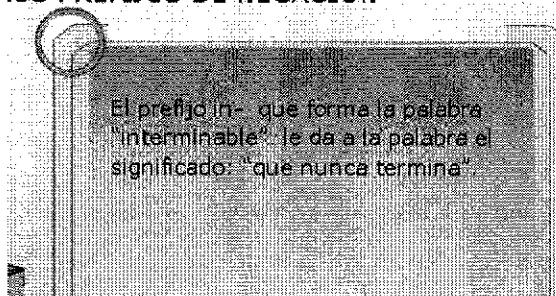 El prefijo in- que forma la palabra
"interminable" le da a la palabra el
significado: "que nunca termina".